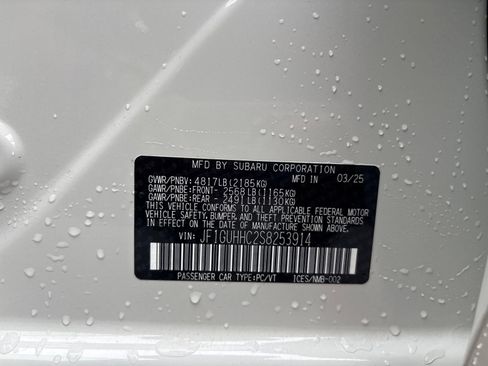 MFD BY SUBARU CORPORATION
GVWR/PNBV: 4817LB(2185KG) MFD IN 03/25
GAWR/PNBE:FRONT- 2568LB(1165KG)
GAWR/PNBE:REAR - 2491LB(1130KG)
THIS VEHICLE CONFORMS TO ALL APPLICABLE FEDERAL MOTOR
VEHICLE SAFETY, BUMPER, AND THEFT PREVENTION STANDARDS
IN EFFECT ON THE DATE OF MANUFACTURE SHOWN ABOVE.
VIN: JF1GUHHC2S8253914
PASSENGER CAR TYPE:PC/VT ICES/NMB-002